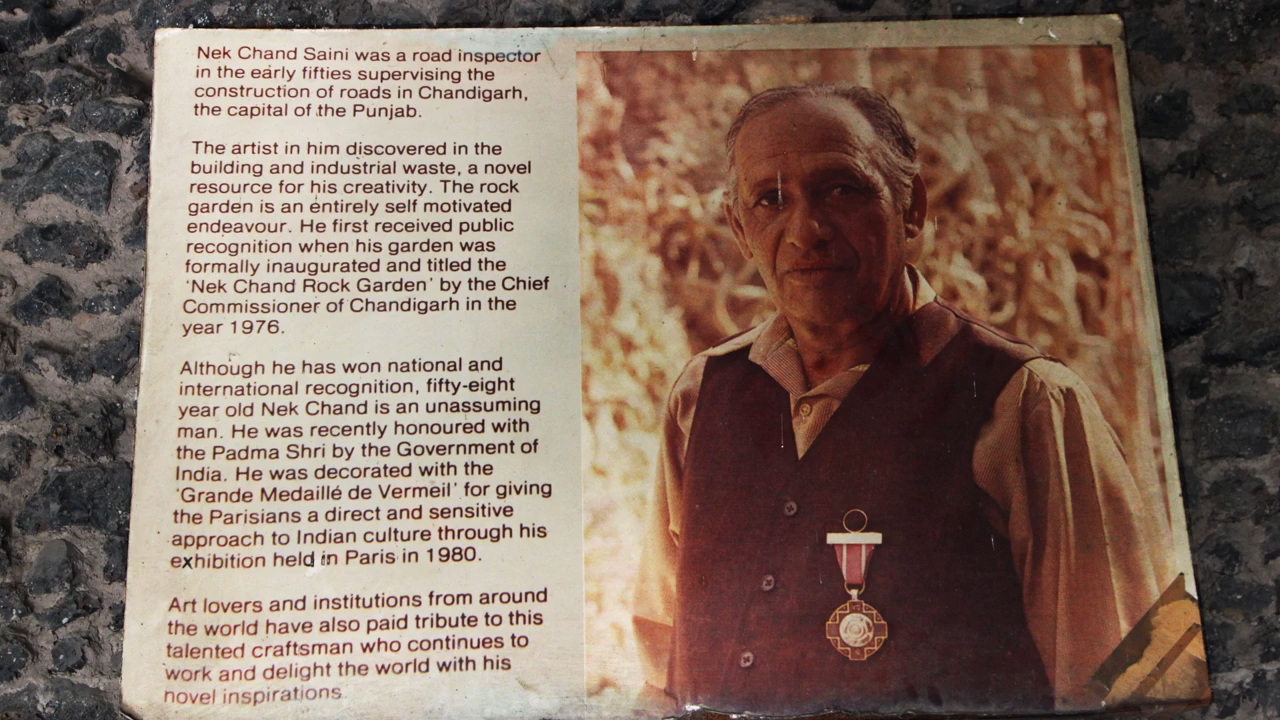 Nek Chand Saini was a road inspector
in the early fifties supervising the
construction of roads in Chandigarh,
the capital of the Punjab.
The artist in him discovered in the
building and industrial waste, a novel
resource for his creativity. The rock
garden is an entirely self motivated
endeavour. He first received public
recognition when his garden was
formally inaugurated and titled the
'Nek Chand Rock Garden' by the Chief
Commissioner of Chandigarh in the
year 1976.
Although he has won national and
international recognition, fifty-eight
year old Nek Chand is an unassuming
man. He was recently honoured with
the Padma Shri by the Government of
India. He was decorated with the
'Grande Medaillé de Vermeil' for giving
the Parisians a direct and sensitive
approach to Indian culture through his
exhibition held in Paris in 1980.
Art lovers and institutions from around
the world have also paid tribute to this
talented craftsman who continues to
work and delight the world with his
novel inspirations